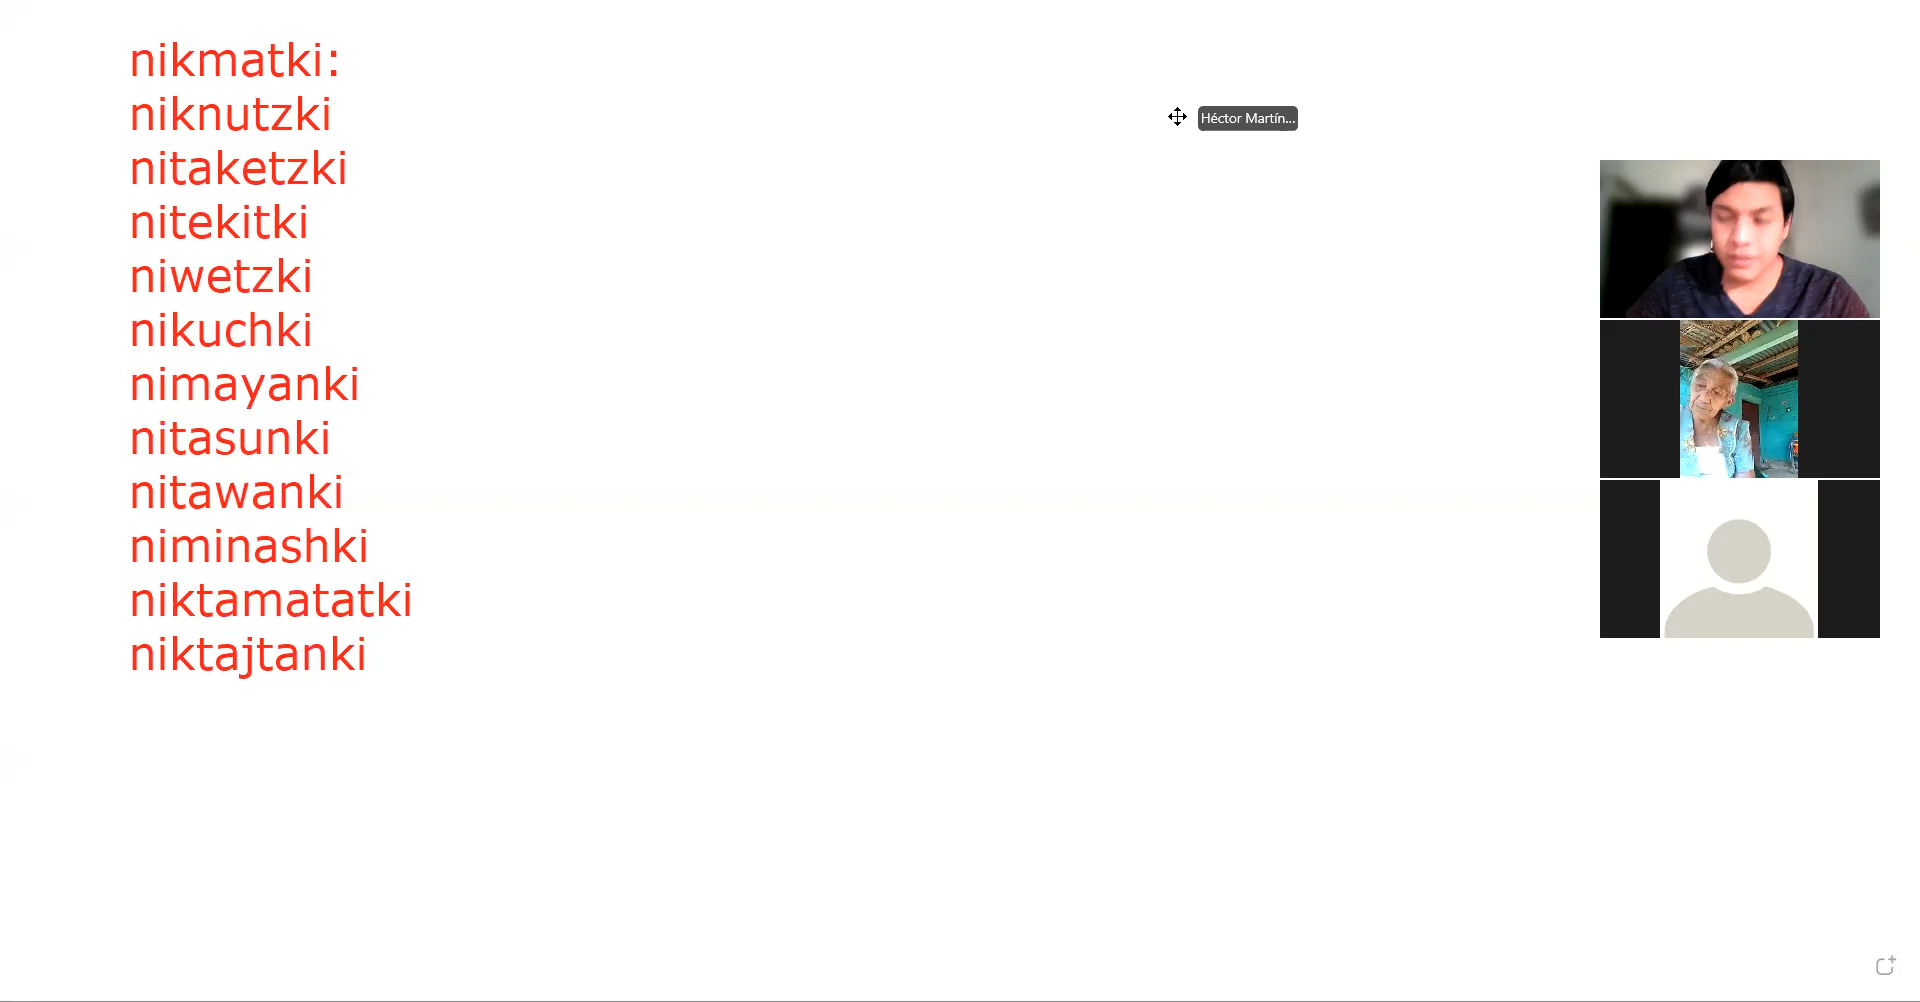 nikmatki:
niknutzki
nitaketzki
nitekitki
niwetzki
nikuchki
nimayanki
nitasunki
nitawanki
niminashki
niktamatatki
niktajtanki
Héctor Martín...